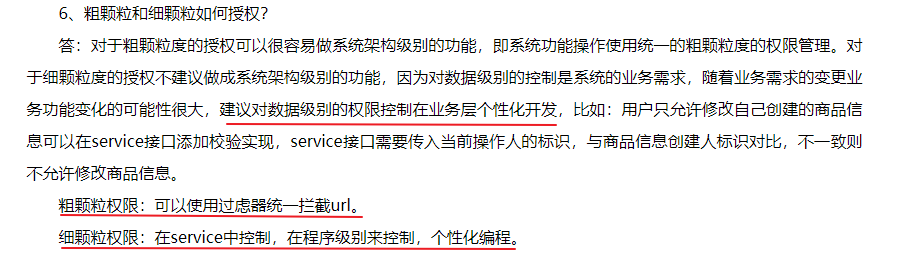 6、粗颗粒和细颗粒如何授权？
答：对于粗颗粒度的授权可以很容易做系统架构级别的功能，即系统功能操作使用统一的粗颗粒度的权限管理。对
于细颗粒度的授权不建议做成系统架构级别的功能，因为对数据级别的控制是系统的业务需求，随着业务需求的变更业
务功能变化的可能性很大，建议对数据级别的权限控制在业务层个性化开发，比如：用户只允许修改自己创建的商品信
息可以在service接口添加校验实现，service接口需要传入当前操作人的标识，与商品信息创建人标识对比，不一致则
不允许修改商品信息。
粗颗粒权限：可以使用过虑器统一拦截url。
细颗粒权限：在service中控制，在程序级别来控制，个性化编程。